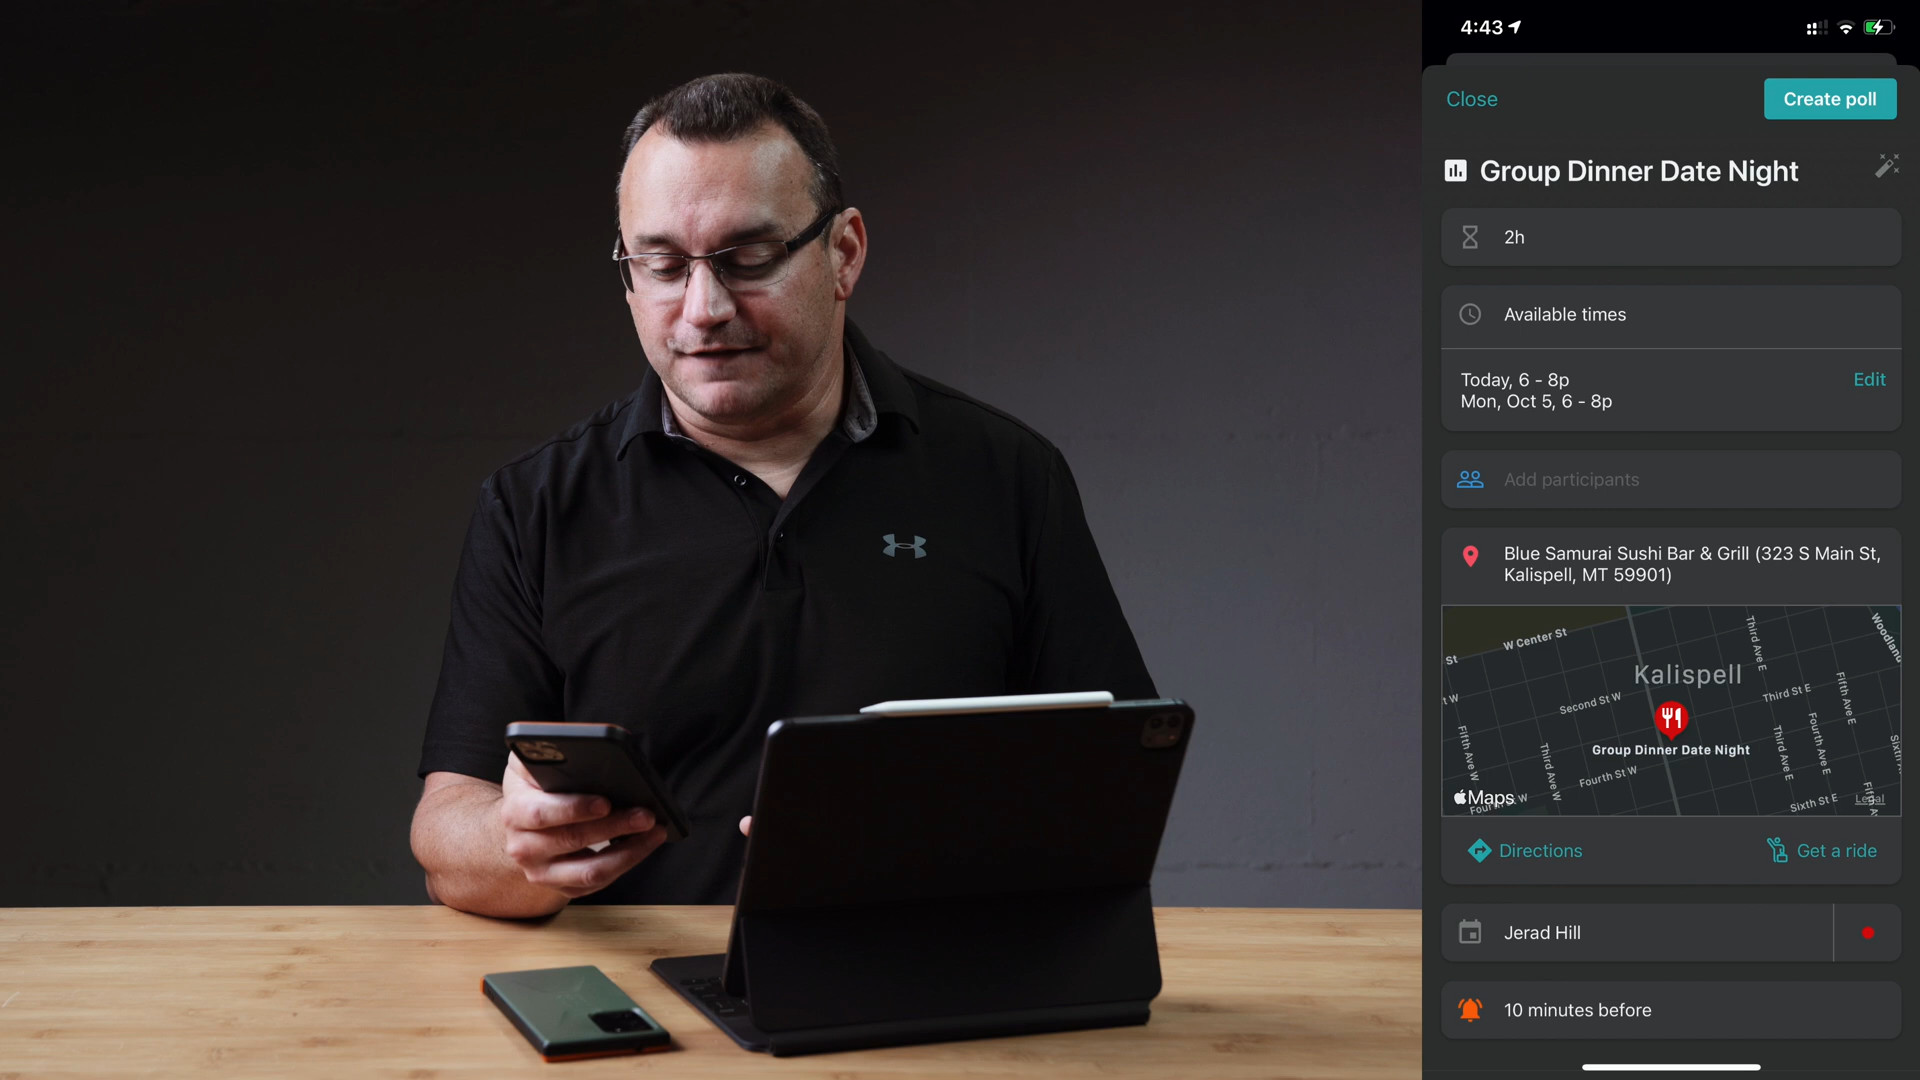 4:43
Close
Create poll
Group Dinner Date Night
2h
Available times
Today, 6 - 8p
Edit
Mon, Oct 5, 6 - 8p
Add participants
Blue Samurai Sushi Bar & Grill (323 S Main St,
Kalispell, MT 59901)
W Center St
Third Ave E
Woodland
St
Kalispell
Second St W
Third St E
Fifth Ave E
t W
Group Dinner Date Night
Fifth Ave W
Third Ave W
Fourth St W
Third Ave E
Fourth Ave E
Sixth
Maps
Sixth St E
Legal
Directions
Get a ride
Jerad Hill
10 minutes before